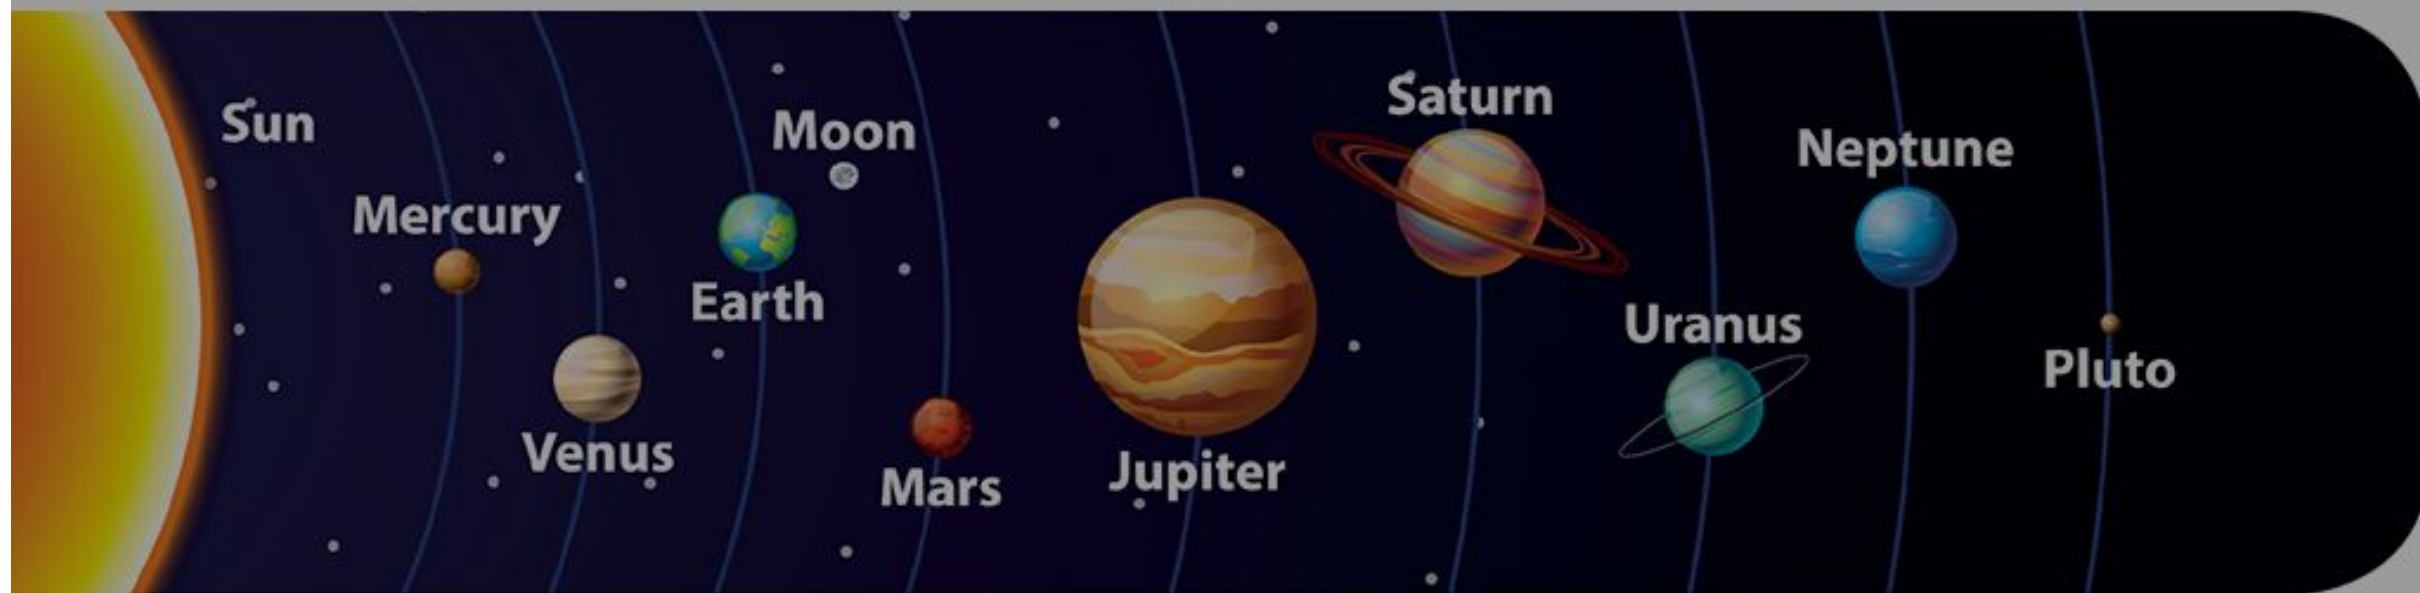 Sun
Mercury
Venus
Earth
Moon
Mars
Jupiter
Saturn
Uranus
Neptune
Pluto